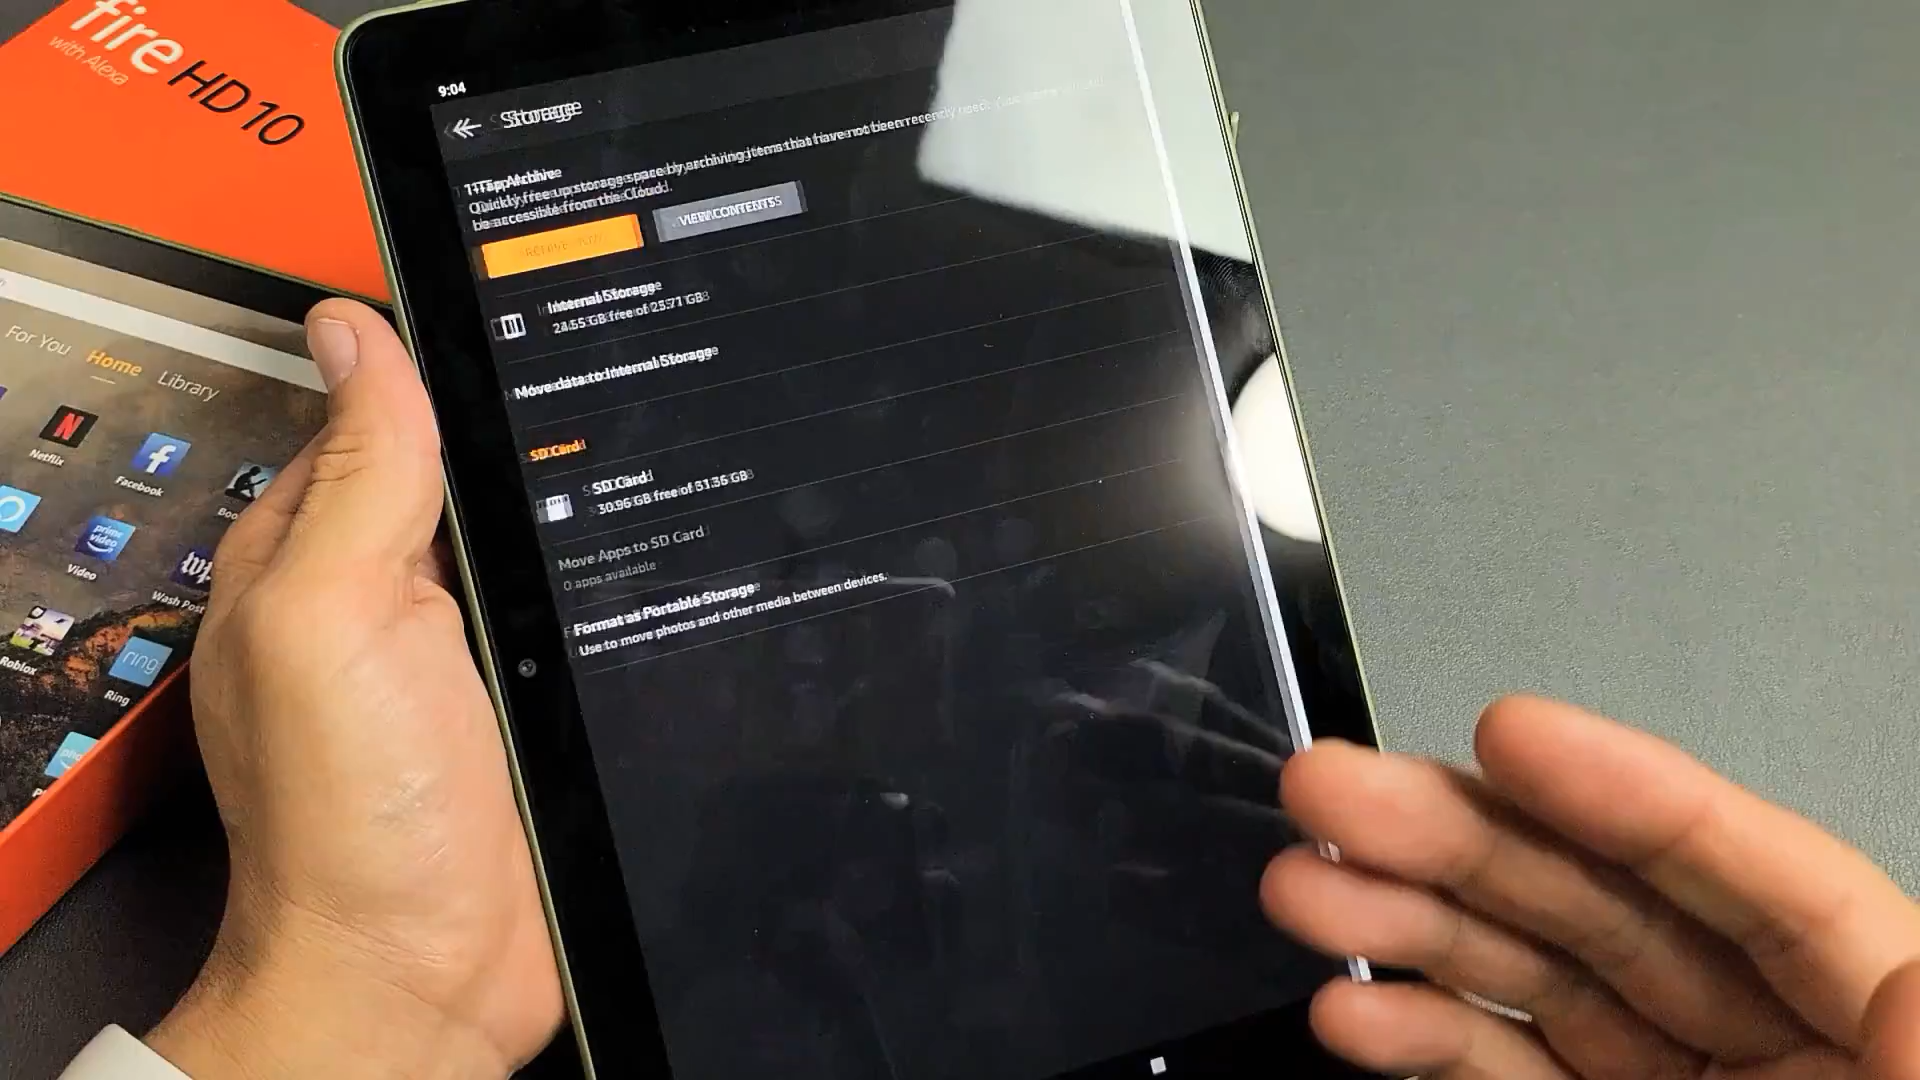 fire HD 10
with Alexa
9:04
Storage
1-Tap Archive
Quickly free up storage space by archiving items that have not been recently used.
be accessible from the Cloud.
VIEW CONTENTS
Internal Storage
GB free of 25.71 GB
Move data to Internal Storage
SD Card
SD Card
30.96 GB free of 31.36 GB
Move Apps to SD Card
0 apps available
Format as Portable Storage
Use to move photos and other media between devices.
For You Home Library
Netflix
Facebook
prime video
Video
wp
Wash Post
Roblox
ring
Ring